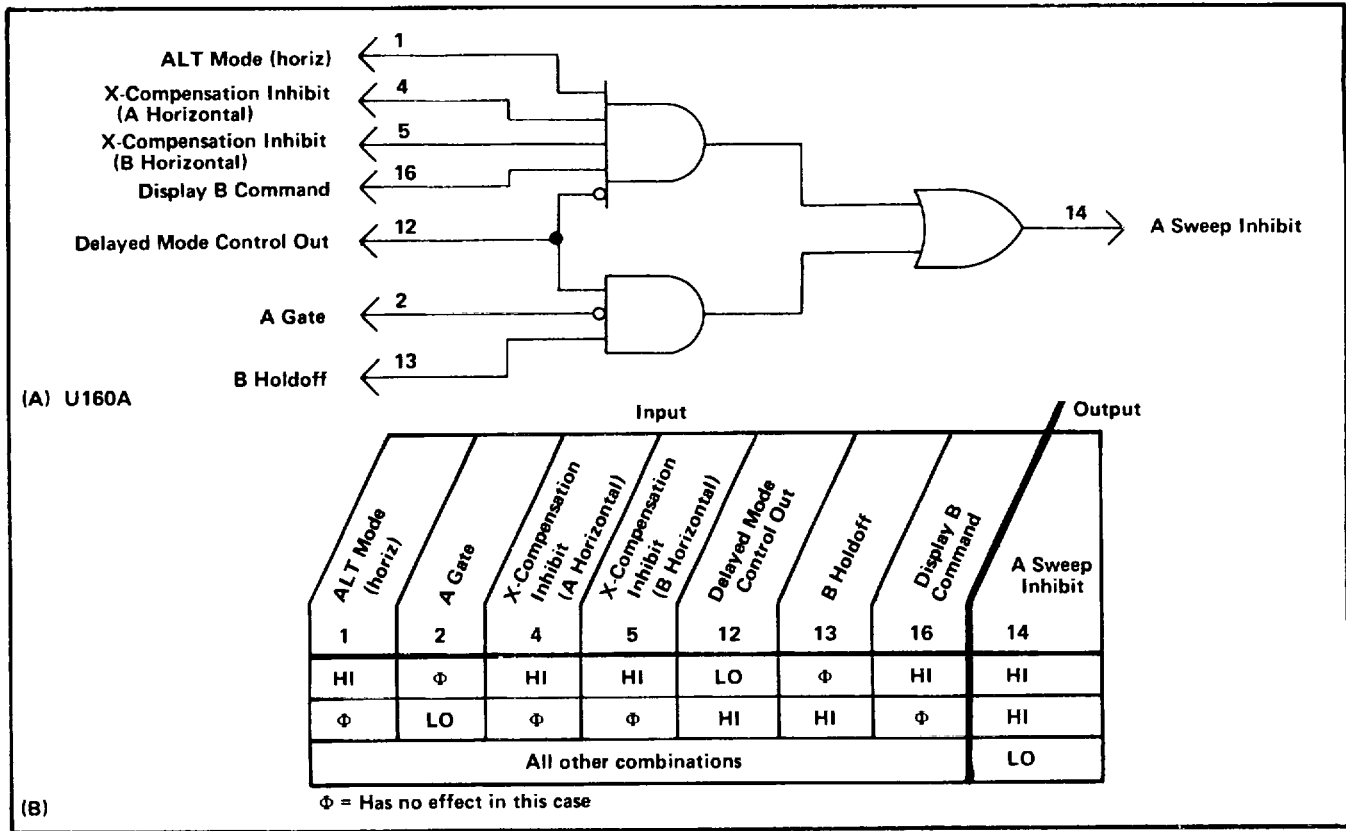 1
ALT Mode (horiz)
4
X-Compensation Inhibit
(A Horizontal)
5
X-Compensation Inhibit
(B Horizontal)
16
Display B Command
12
Delayed Mode Control Out
14
A Sweep Inhibit
2
A Gate
13
B Holdoff
(A) U160A
Input
Output
ALT Mode
(horiz)
A Gate
X-Compensation
Inhibit
(A Horizontal)
X-Compensation
Inhibit
(B Horizontal)
Delayed Mode
Control Out
B Holdoff
Display B
Command
A Sweep
Inhibit
1 2 4 5 12 13 16 14
HI Φ HI HI LO Φ HI HI
Φ LO Φ Φ HI HI Φ HI
All other combinations LO
Φ = Has no effect in this case
(B)